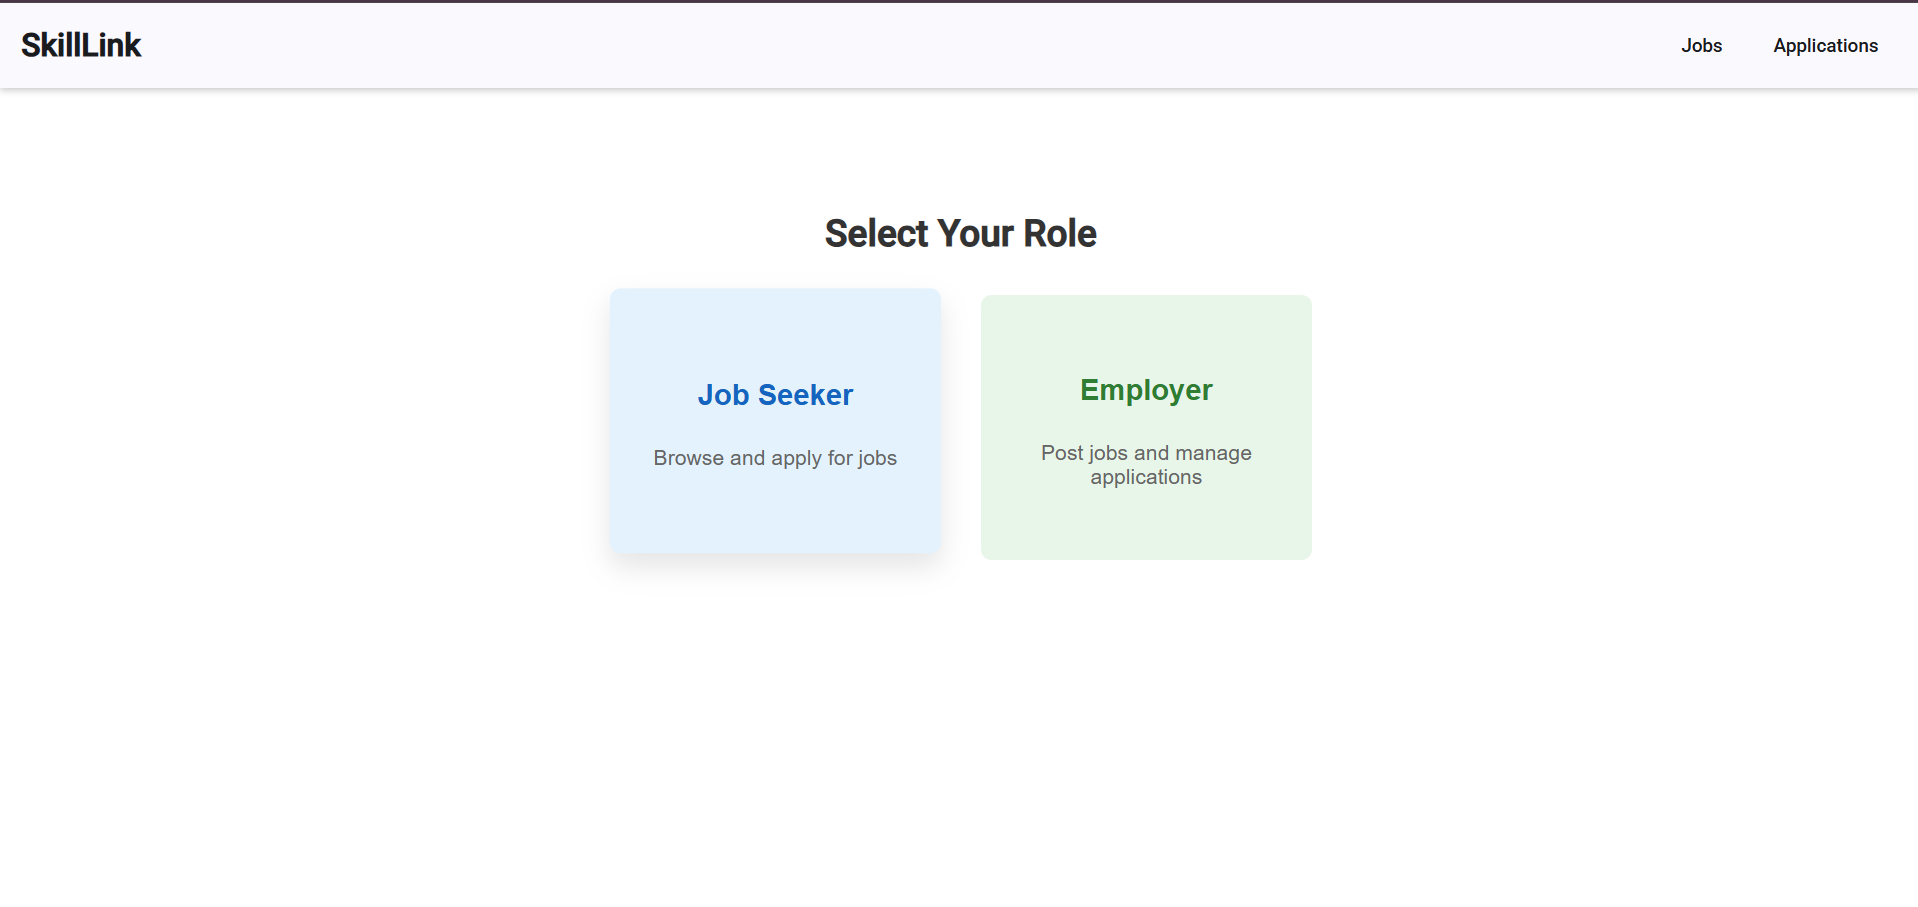 SkillLink
Jobs
Applications
Select Your Role
Job Seeker
Browse and apply for jobs
Employer
Post jobs and manage
applications